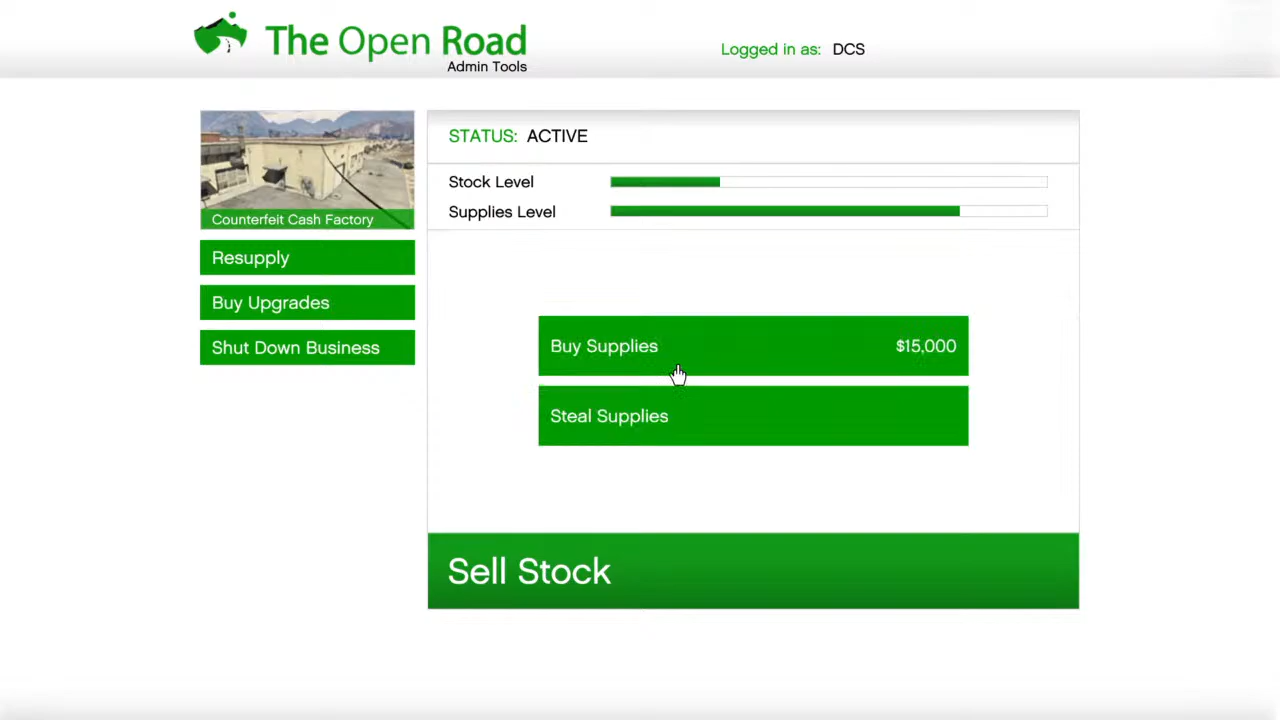 The Open Road
Admin Tools
Logged in as: DCS
Counterfeit Cash Factory
Resupply
Buy Upgrades
Shut Down Business
STATUS: ACTIVE
Stock Level
Supplies Level
Buy Supplies $15,000
Steal Supplies
Sell Stock